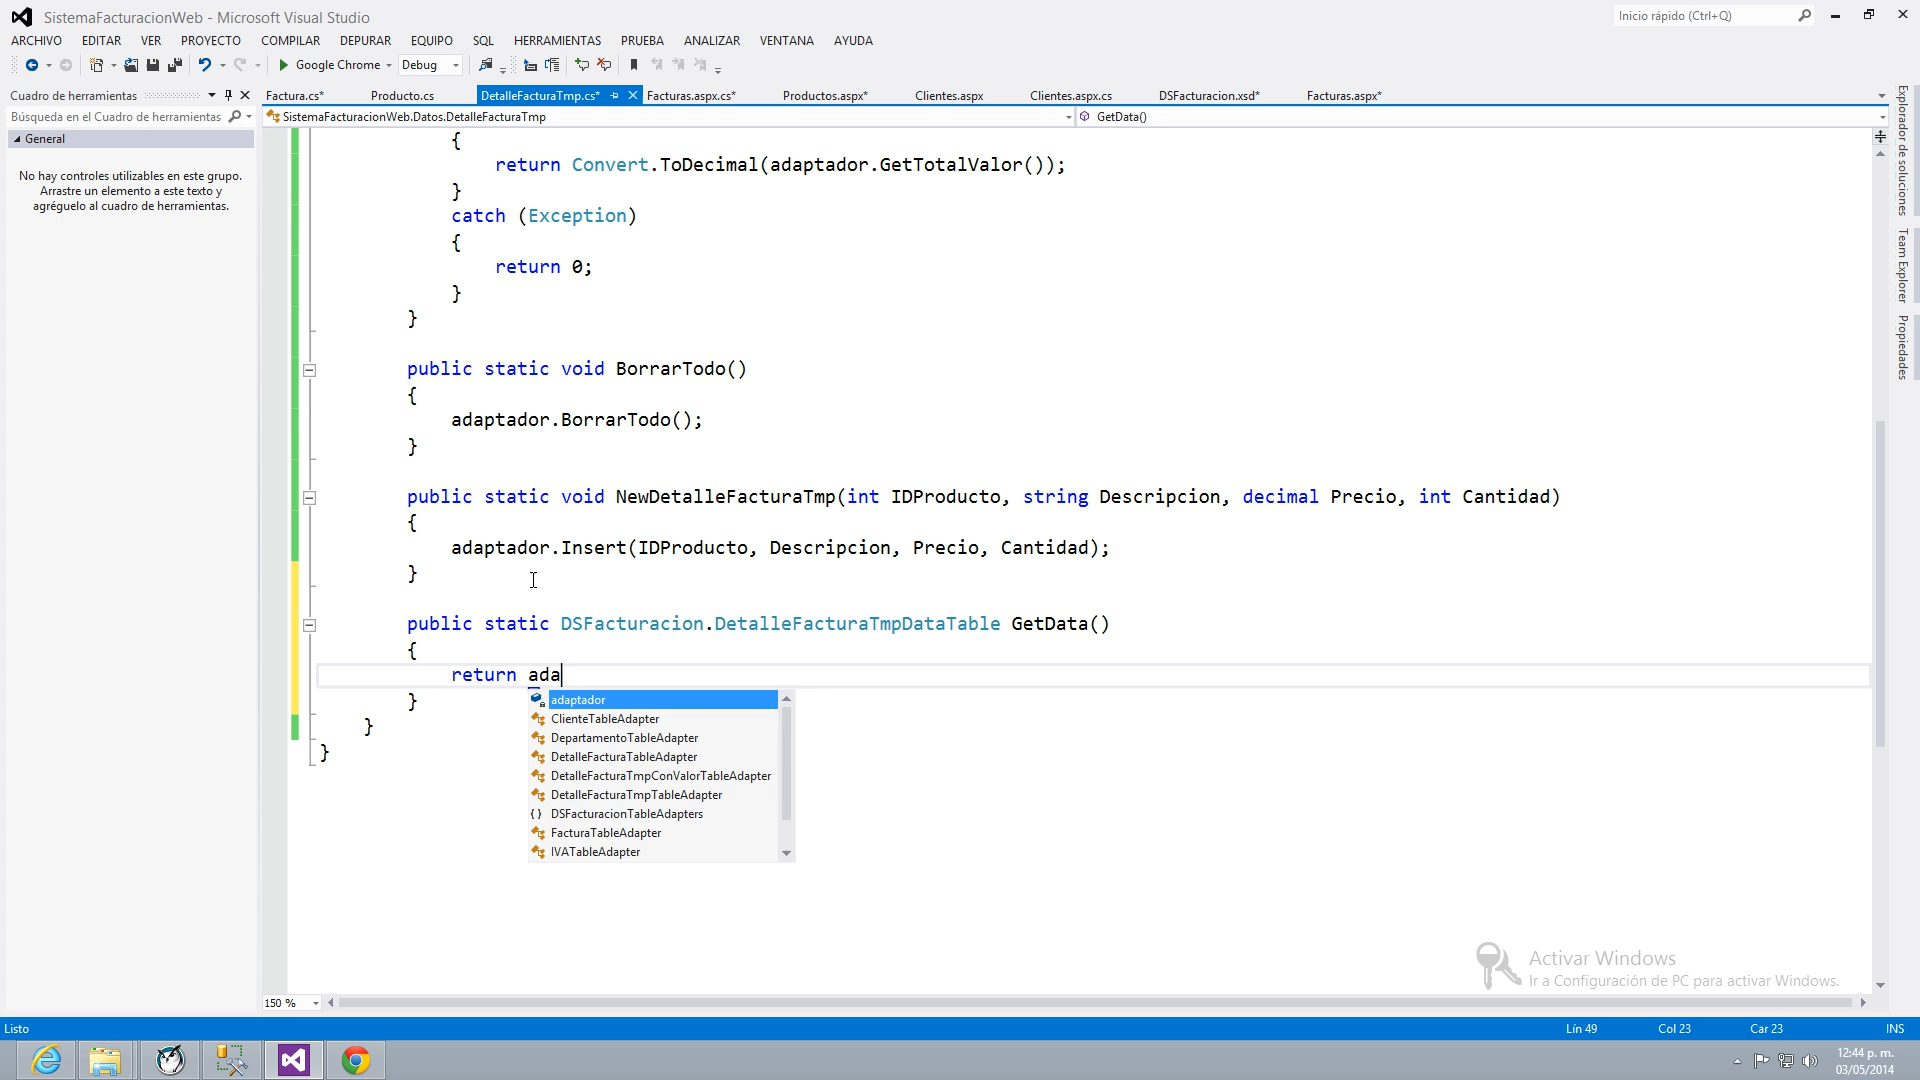 SistemaFacturacionWeb - Microsoft Visual Studio
Inicio rápido (Ctrl+Q)
ARCHIVO EDITAR VER PROYECTO COMPILAR DEPURAR EQUIPO SQL HERRAMIENTAS PRUEBA ANALIZAR VENTANA AYUDA
Google Chrome Debug
Cuadro de herramientas
Factura.cs* Producto.cs DetalleFacturaTmp.cs* Facturas.aspx.cs* Productos.aspx* Clientes.aspx Clientes.aspx.cs DSFacturacion.xsd* Facturas.aspx*
Búsqueda en el Cuadro de herramientas
SistemaFacturacionWeb.Datos.DetalleFacturaTmp
GetData()
General
No hay controles utilizables en este grupo.
Arrastre un elemento a este texto y
agréguelo al cuadro de herramientas.
{
return Convert.ToDecimal(adaptador.GetTotalValor());
}
catch (Exception)
{
return 0;
}
}
public static void BorrarTodo()
{
adaptador.BorrarTodo();
}
public static void NewDetalleFacturaTmp(int IDProducto, string Descripcion, decimal Precio, int Cantidad)
{
adaptador.Insert(IDProducto, Descripcion, Precio, Cantidad);
}
public static DSFacturacion.DetalleFacturaTmpDataTable GetData()
{
return ada
}
}
}
adaptador
ClienteTableAdapter
DepartamentoTableAdapter
DetalleFacturaTableAdapter
DetalleFacturaTmpConValorTableAdapter
DetalleFacturaTmpTableAdapter
DSFacturacionTableAdapters
FacturaTableAdapter
IVATableAdapter
Explorador de soluciones
Team Explorer
Propiedades
Activar Windows
Ir a Configuración de PC para activar Windows.
150 %
Listo
Lín 49 Col 23 Car 23 INS
12:44 p. m.
03/05/2014